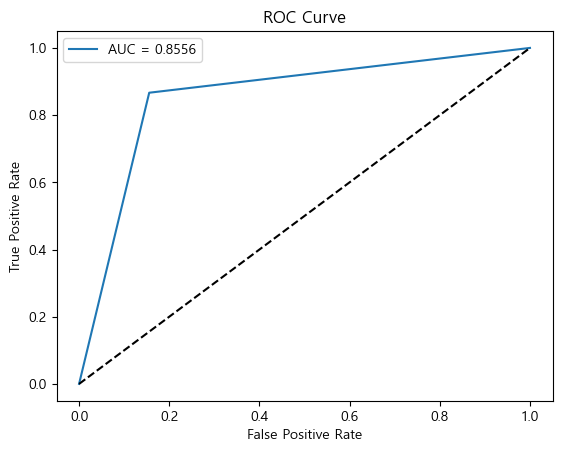 ROC Curve
AUC = 0.8556
1.0
0.8
0.6
0.4
0.2
0.0
True Positive Rate
0.0 0.2 0.4 0.6 0.8 1.0
False Positive Rate